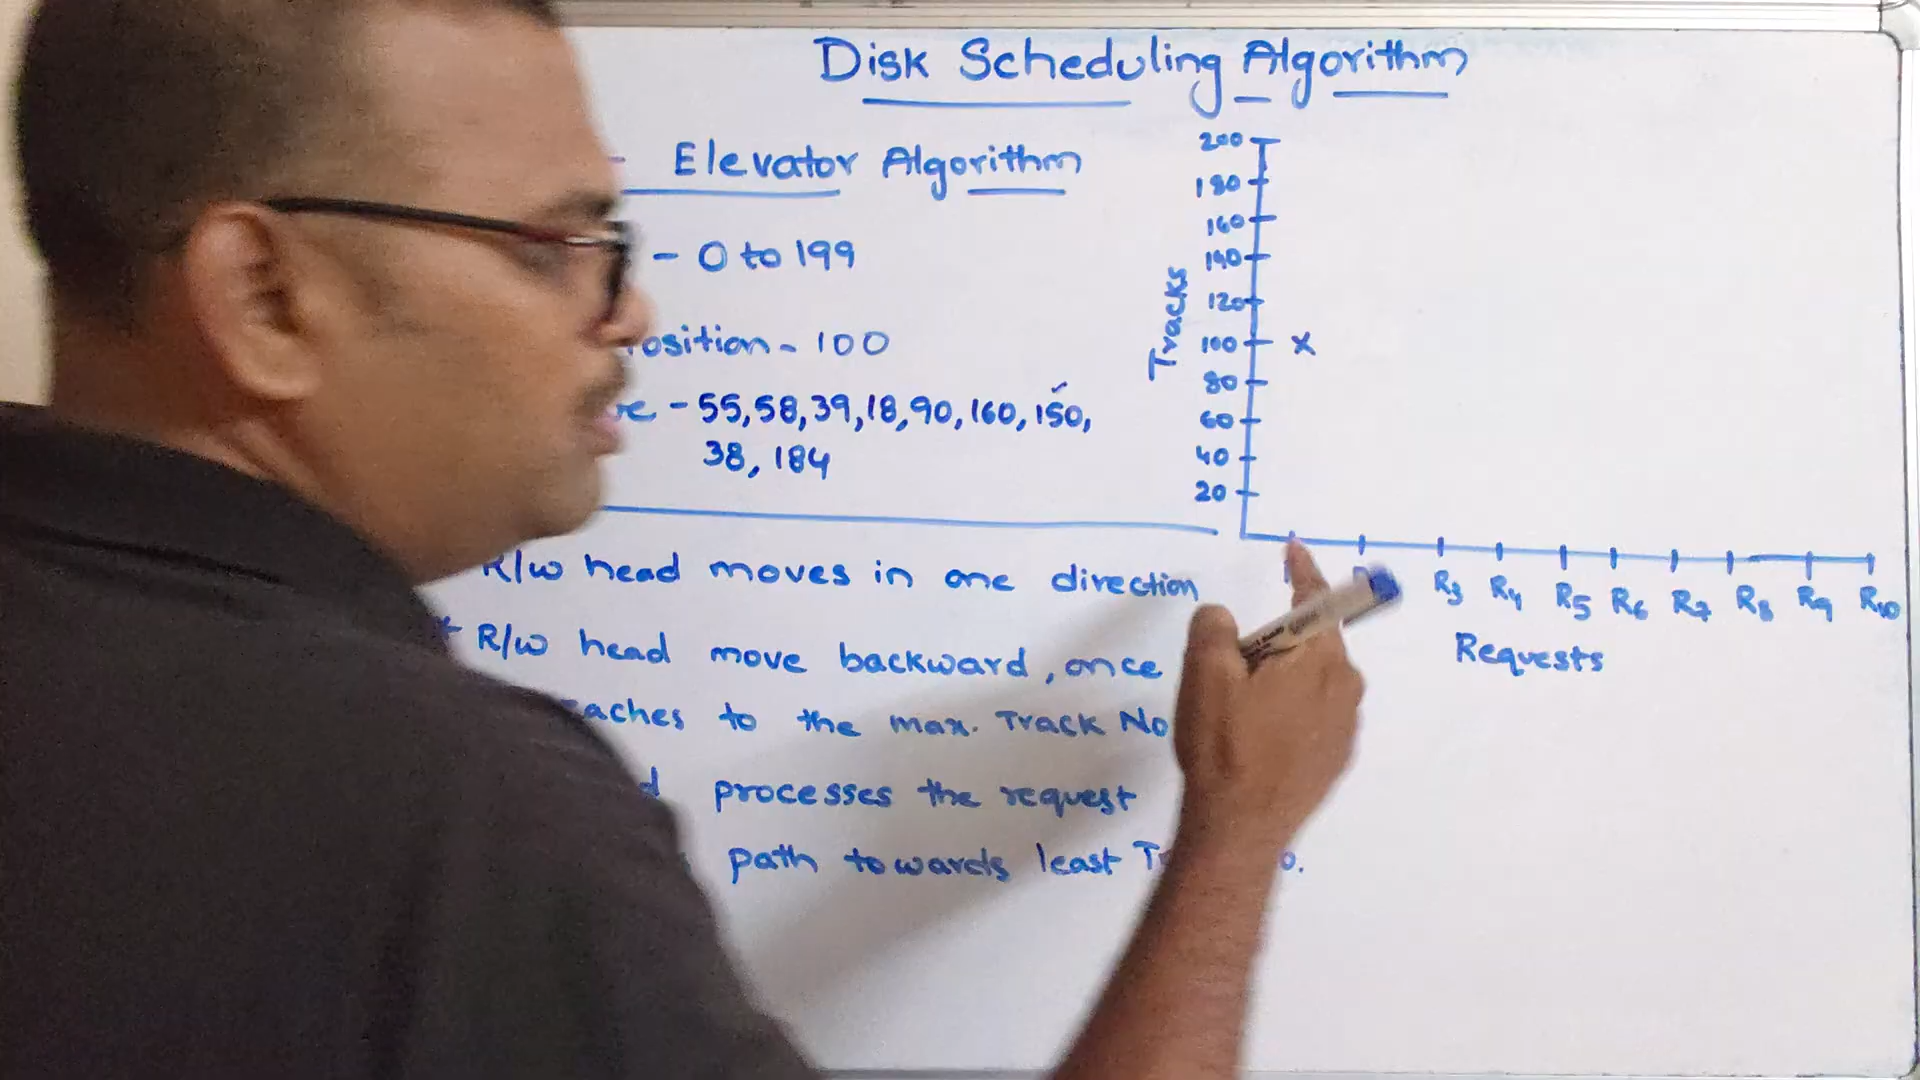 Disk Scheduling Algorithm
- Elevator Algorithm
- 0 to 199
osition - 100
- 55, 58, 39, 18, 90, 160, 150,
38, 184
R/W head moves in one direction
* R/W head move backward, once
eaches to the max. Track No
processes the request
path towards least
Tracks
200
180
160
140
120
100 x
80
60
40
20
R3 R4 R5 R6 R7 R8 R9 R10
Requests